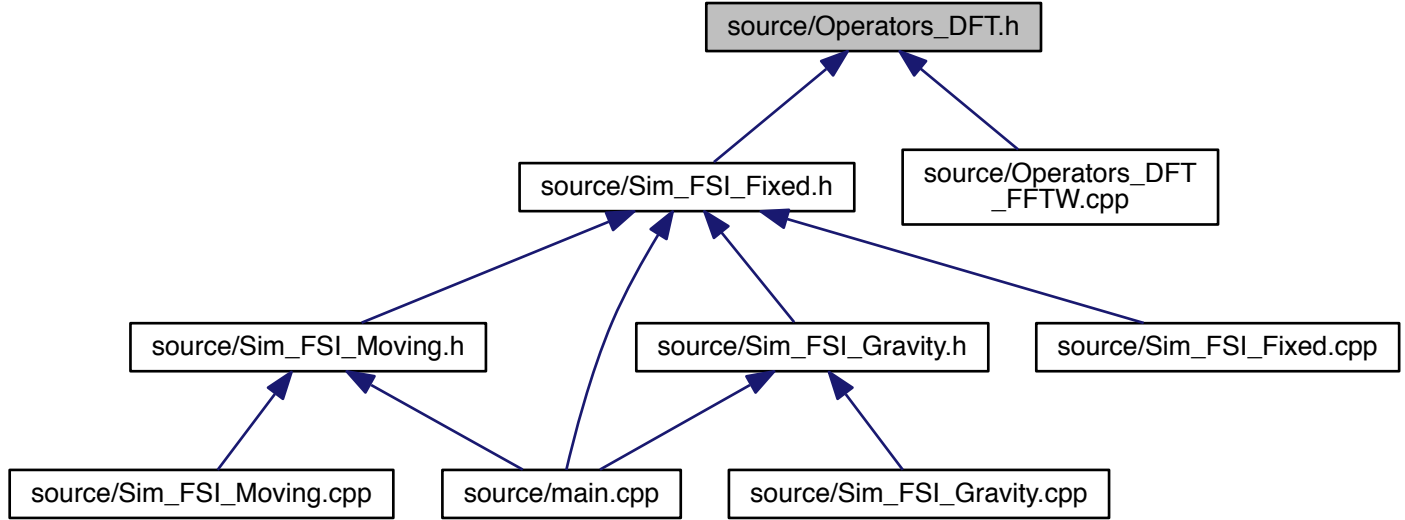 source/Operators_DFT.h
source/Sim_FSI_Fixed.h
source/Operators_DFT
_FFTW.cpp
source/Sim_FSI_Moving.h
source/Sim_FSI_Gravity.h
source/Sim_FSI_Fixed.cpp
source/Sim_FSI_Moving.cpp
source/main.cpp
source/Sim_FSI_Gravity.cpp